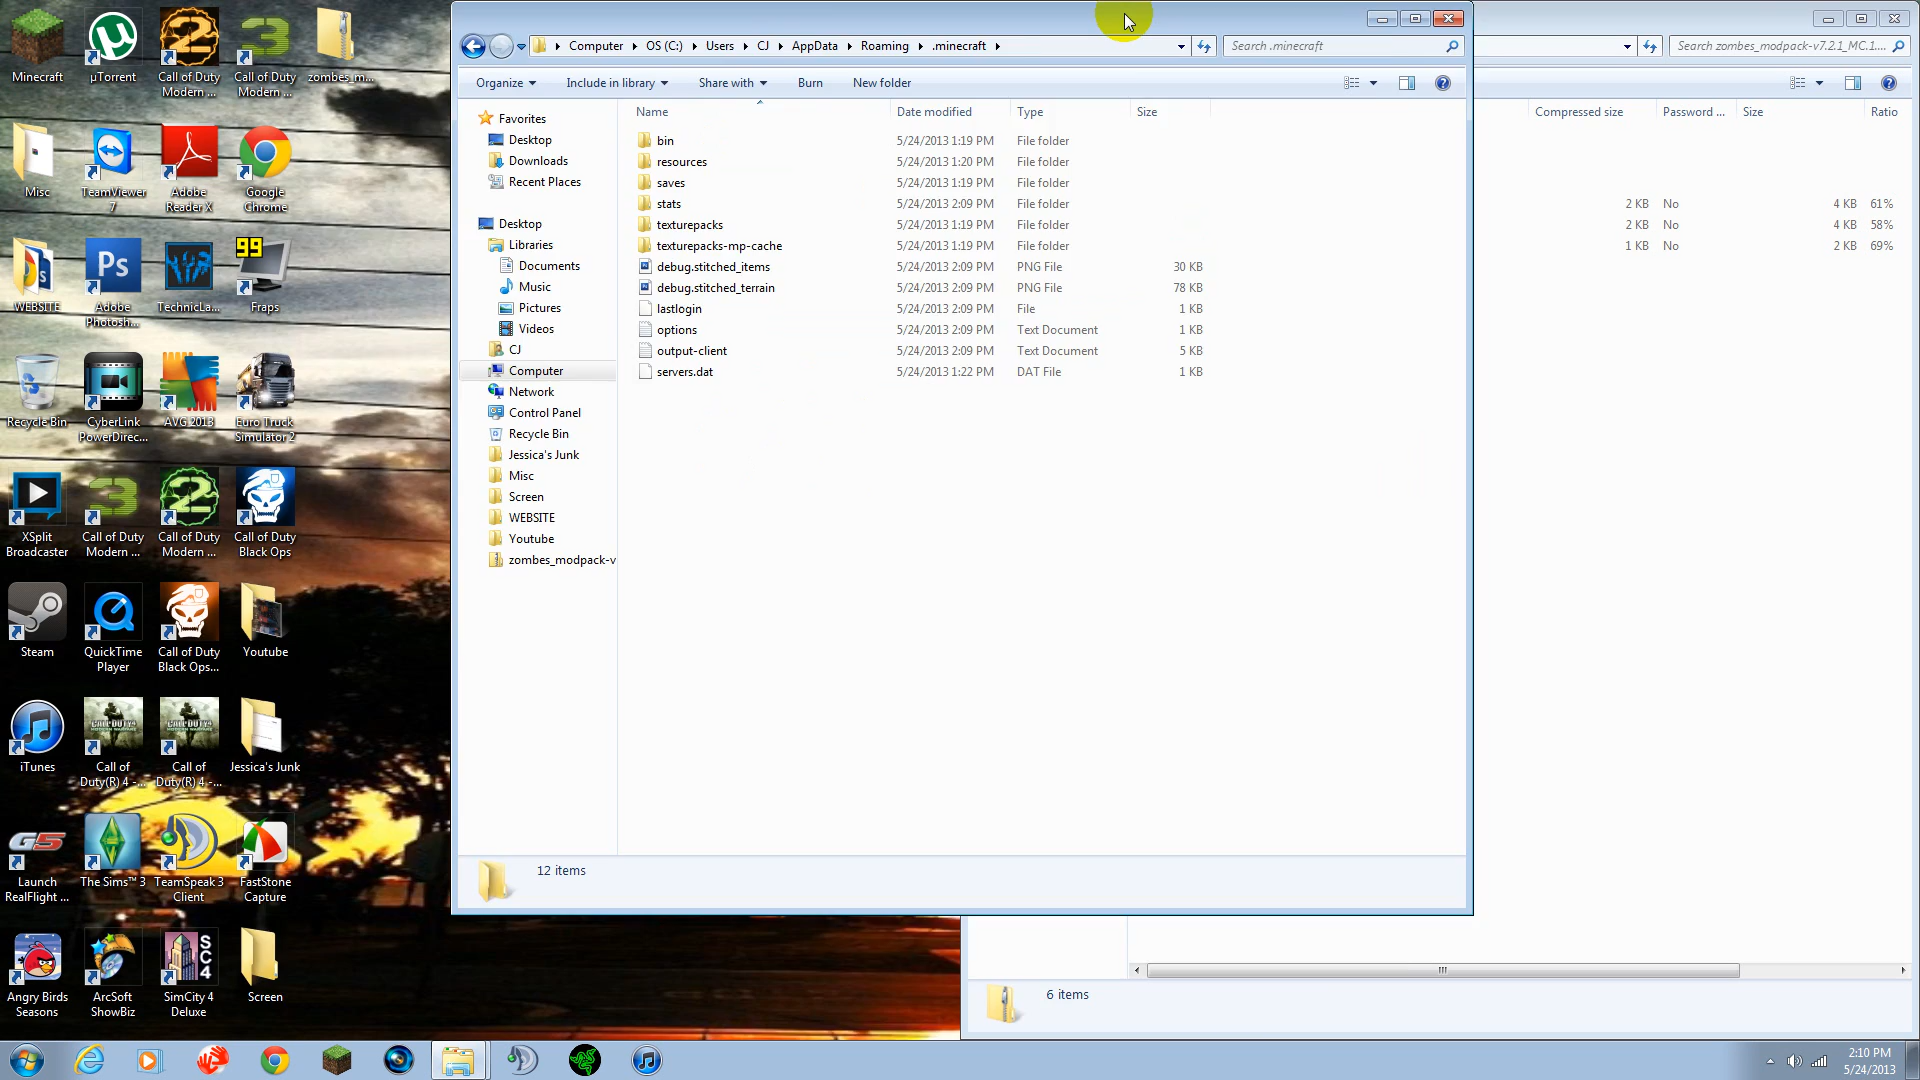 Computer
OS (C:)
Users
CJ
AppData
Roaming
.minecraft
Search .minecraft
Search zombes_modpack-v7.2.1_MC.1....
Organize
Include in library
Share with
Burn
New folder
Name
Date modified
Type
Size
Compressed size
Password ...
Size
Ratio
Favorites
Desktop
Downloads
Recent Places
Desktop
Libraries
Documents
Music
Pictures
Videos
CJ
Computer
Network
Control Panel
Recycle Bin
Jessica's Junk
Misc
Screen
WEBSITE
Youtube
zombes_modpack-v
bin 5/24/2013 1:19 PM File folder
resources 5/24/2013 1:20 PM File folder
saves 5/24/2013 1:19 PM File folder
stats 5/24/2013 2:09 PM File folder
texturepacks 5/24/2013 1:19 PM File folder
texturepacks-mp-cache 5/24/2013 1:19 PM File folder
debug.stitched_items 5/24/2013 2:09 PM PNG File 30 KB
debug.stitched_terrain 5/24/2013 2:09 PM PNG File 78 KB
lastlogin 5/24/2013 2:09 PM File 1 KB
options 5/24/2013 2:09 PM Text Document 1 KB
output-client 5/24/2013 2:09 PM Text Document 5 KB
servers.dat 5/24/2013 1:22 PM DAT File 1 KB
2 KB No 4 KB 61%
2 KB No 4 KB 58%
1 KB No 2 KB 69%
12 items
6 items
Minecraft
µTorrent
Call of Duty
Modern ...
Call of Duty
Modern ...
zombes_m...
Misc
TeamViewer
7
Adobe
Reader X
Google
Chrome
WEBSITE
Ps
Adobe
Photosh...
TechnicLa...
99
Fraps
Recycle Bin
CyberLink
PowerDirec...
AVG 2013
Euro Truck
Simulator 2
XSplit
Broadcaster
3
Call of Duty
Modern ...
2
Call of Duty
Modern ...
Call of Duty
Black Ops
Steam
QuickTime
Player
Call of Duty
Black Ops...
Youtube
iTunes
Call of
Duty(R) 4 -...
Call of
Duty(R) 4 -...
Jessica's Junk
G5
Launch
RealFlight ...
The Sims™ 3
TeamSpeak 3
Client
FastStone
Capture
Angry Birds
Seasons
ArcSoft
ShowBiz
SC4
SimCity 4
Deluxe
Screen
2:10 PM
5/24/2013